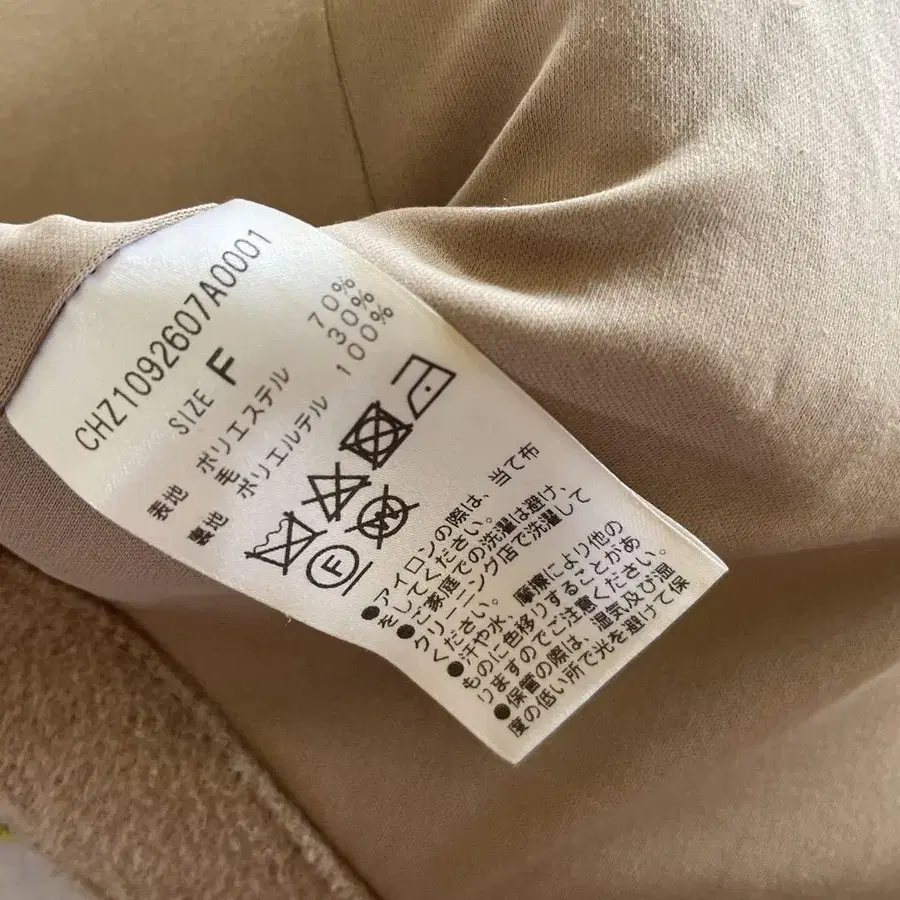 CHZ1092607A0001
SIZE F
表地 ポリエステル 70%
毛 30%
裏地 ポリエルテル 100%
F W
●アイロンの際は、当て布
をしてください。
●ご家庭での洗濯は避け、
クリーニング店で洗濯して
ください。
●汗や水、摩擦により他の
ものに色移りすることがあ
りますのでご注意ください。
●保管の際は、湿気及び湿
度の低い所で光を避けて保